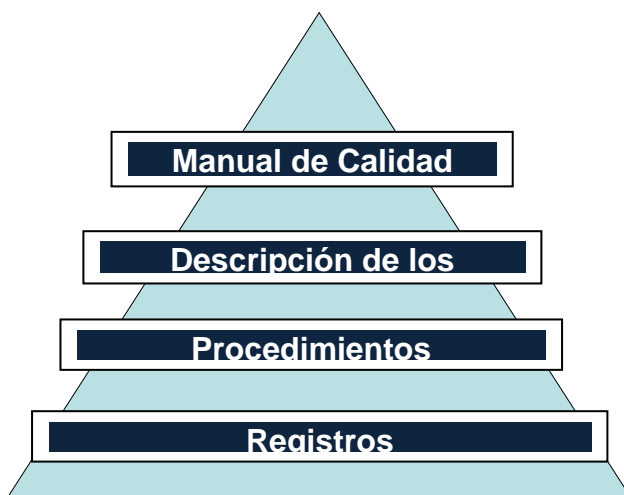 Manual de Calidad
Descripción de los
Procedimientos
Registros